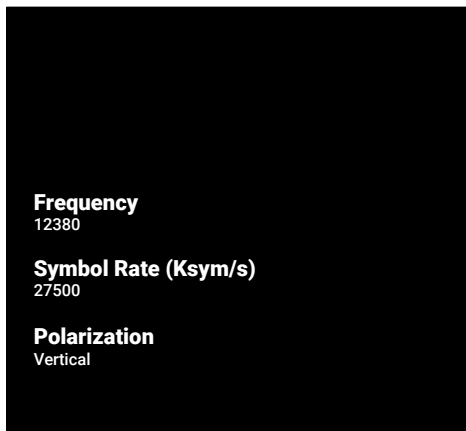 Frequency
12380
Symbol Rate (Ksym/s)
27500
Polarization
Vertical